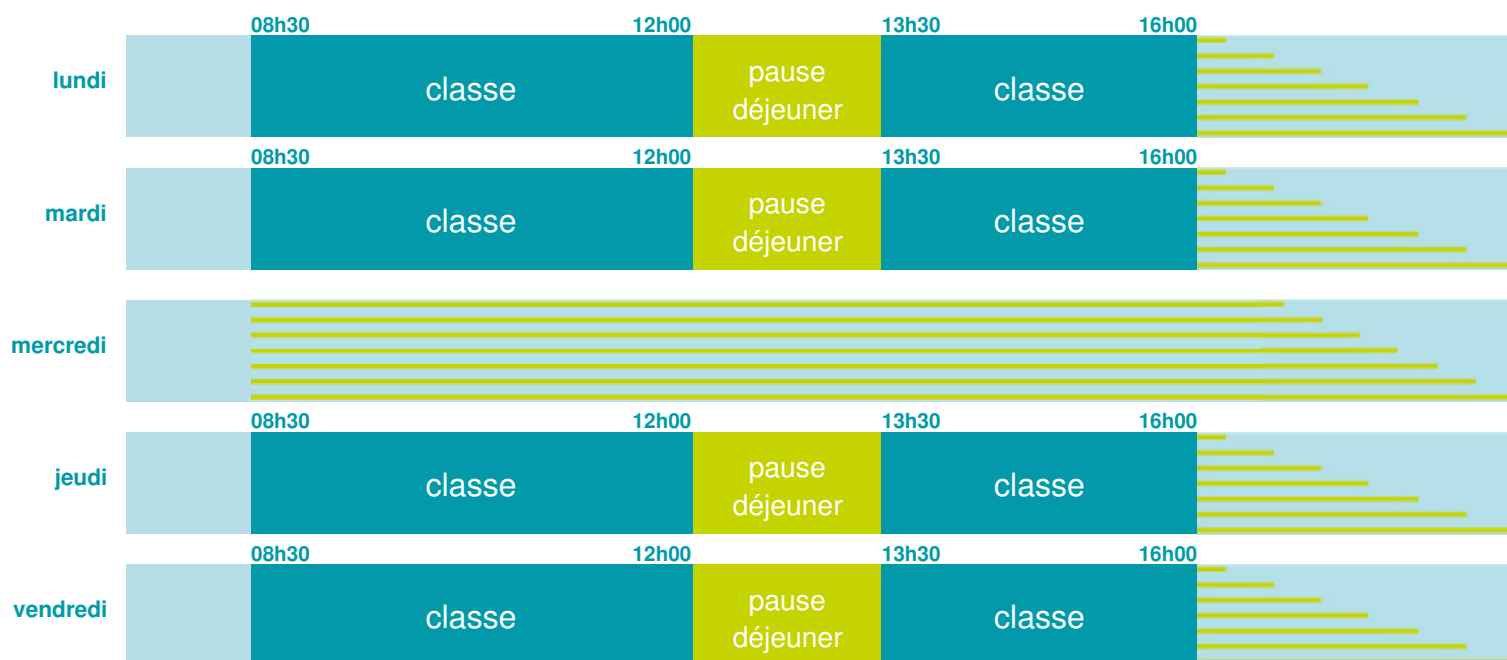 08h30 12h00 13h30 16h00
lundi
classe
pause
déjeuner
classe
08h30 12h00 13h30 16h00
mardi
classe
pause
déjeuner
classe
mercredi
08h30 12h00 13h30 16h00
jeudi
classe
pause
déjeuner
classe
08h30 12h00 13h30 16h00
vendredi
classe
pause
déjeuner
classe